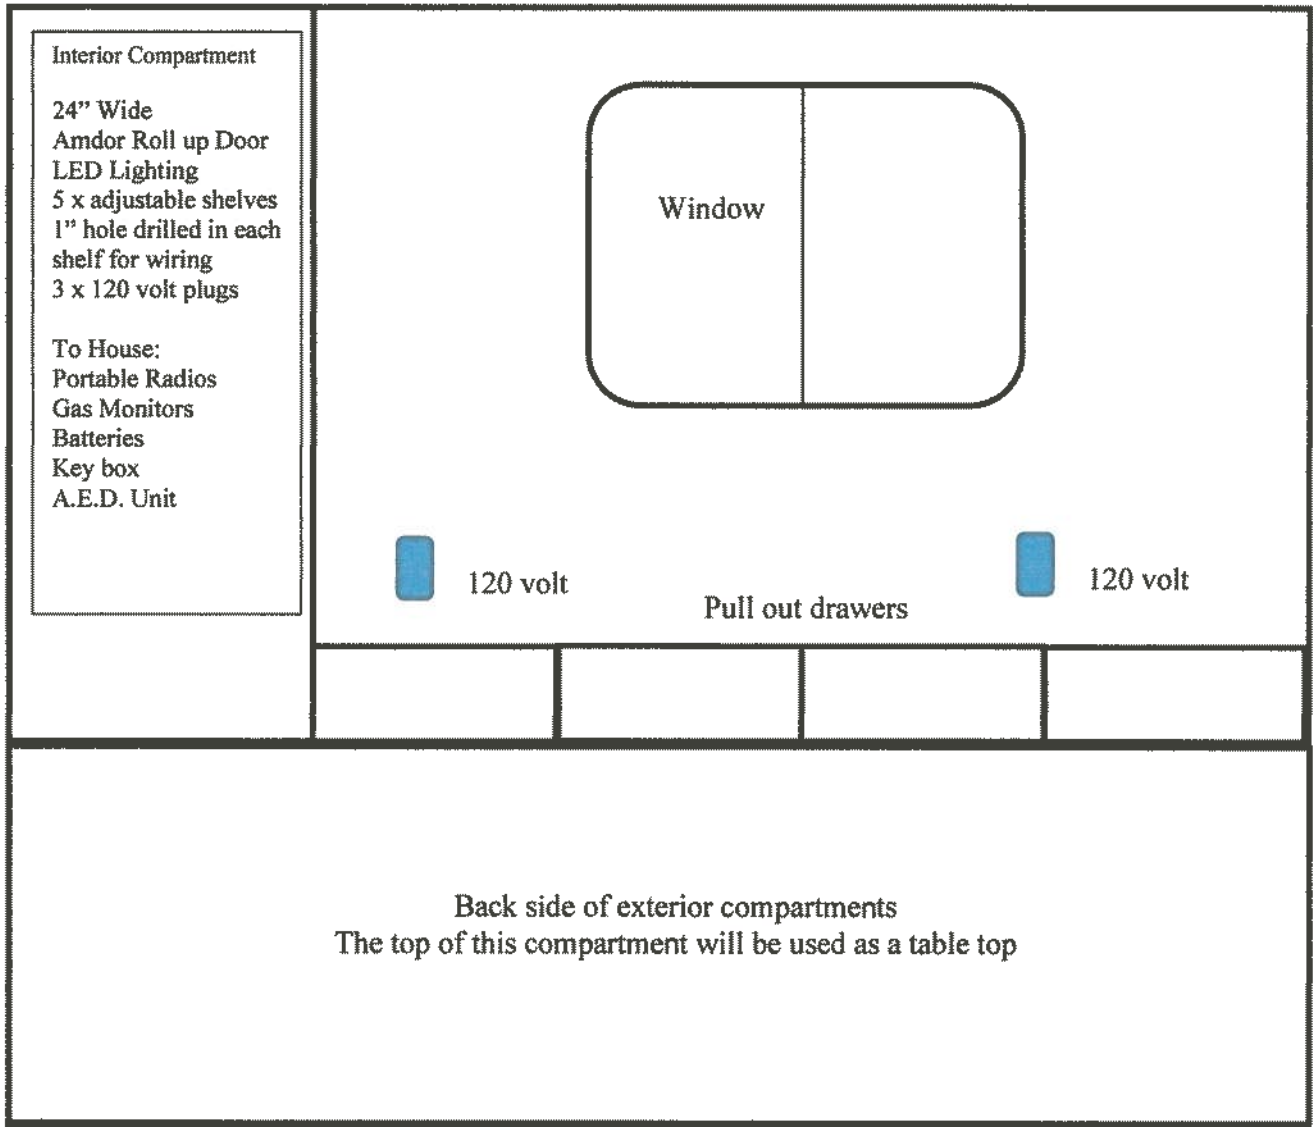 Interior Compartment
24” Wide
Amdor Roll up Door
LED Lighting
5 x adjustable shelves
1” hole drilled in each
shelf for wiring
3 x 120 volt plugs
To House:
Portable Radios
Gas Monitors
Batteries
Key box
A.E.D. Unit
Window
120 volt
120 volt
Pull out drawers
Back side of exterior compartments
The top of this compartment will be used as a table top